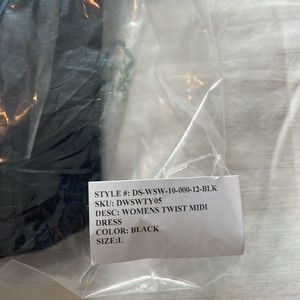 STYLE #: DS-WSW-10-000-12-BLK
SKU: DWSWTY05
DESC: WOMENS TWIST MIDI
DRESS
COLOR: BLACK
SIZE:L